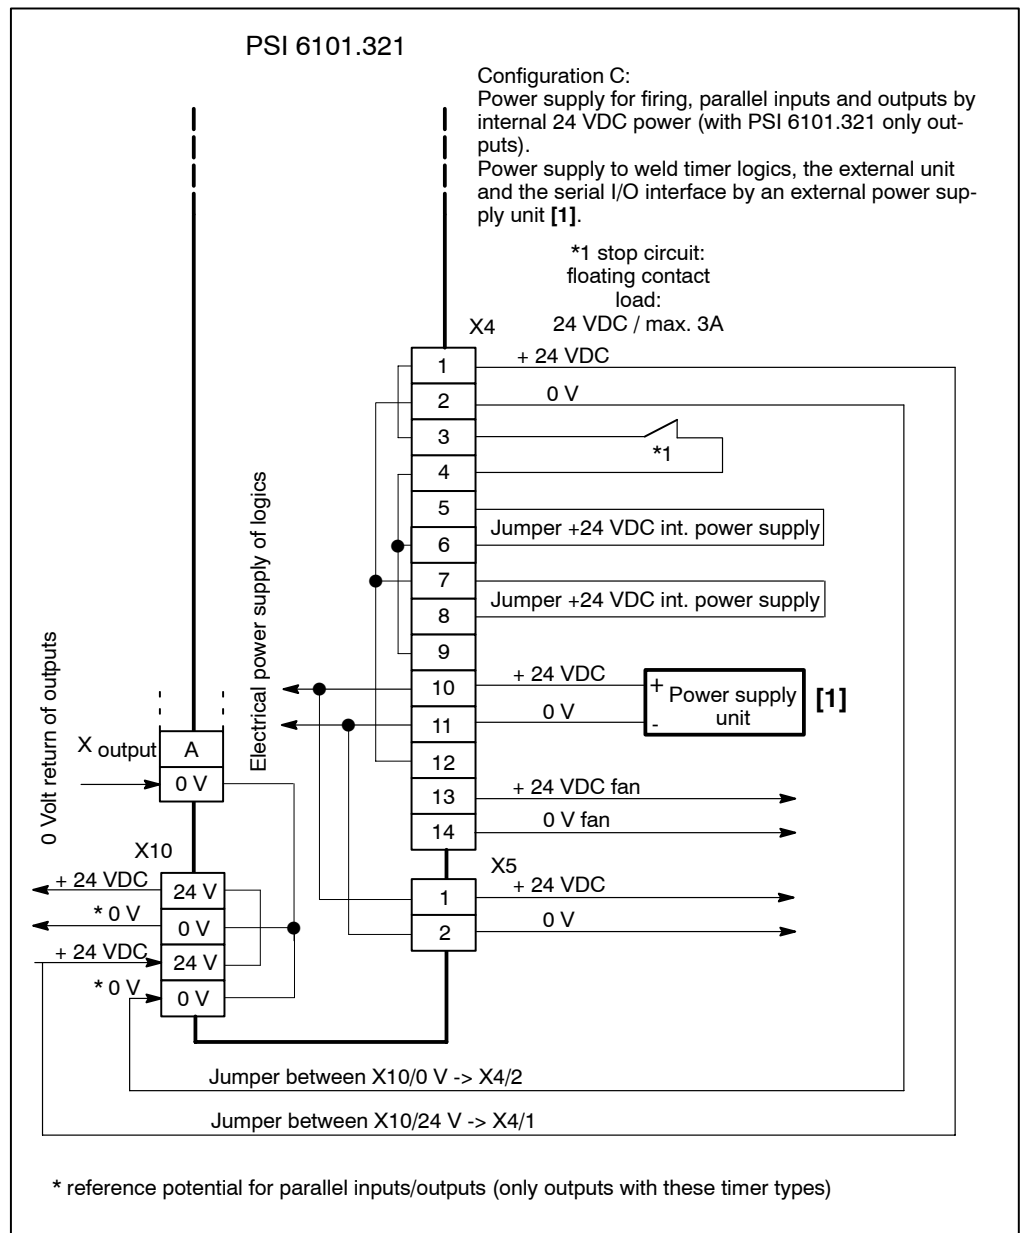 PSI 6101.321
Configuration C:
Power supply for firing, parallel inputs and outputs by
internal 24 VDC power (with PSI 6101.321 only out-
puts).
Power supply to weld timer logics, the external unit
and the serial I/O interface by an external power sup-
ply unit [1].
*1 stop circuit:
floating contact
load:
24 VDC / max. 3A
X4
1
+ 24 VDC
2
0 V
3
*1
4
5
Jumper +24 VDC int. power supply
6
7
Jumper +24 VDC int. power supply
8
9
10
+ 24 VDC
11
0 V
+ Power supply
- unit
[1]
12
13
+ 24 VDC fan
14
0 V fan
X5
1
+ 24 VDC
2
0 V
Electrical power supply of logics
0 Volt return of outputs
X output
A
0 V
X10
+ 24 VDC
24 V
* 0 V
0 V
+ 24 VDC
24 V
* 0 V
0 V
Jumper between X10/0 V -> X4/2
Jumper between X10/24 V -> X4/1
* reference potential for parallel inputs/outputs (only outputs with these timer types)